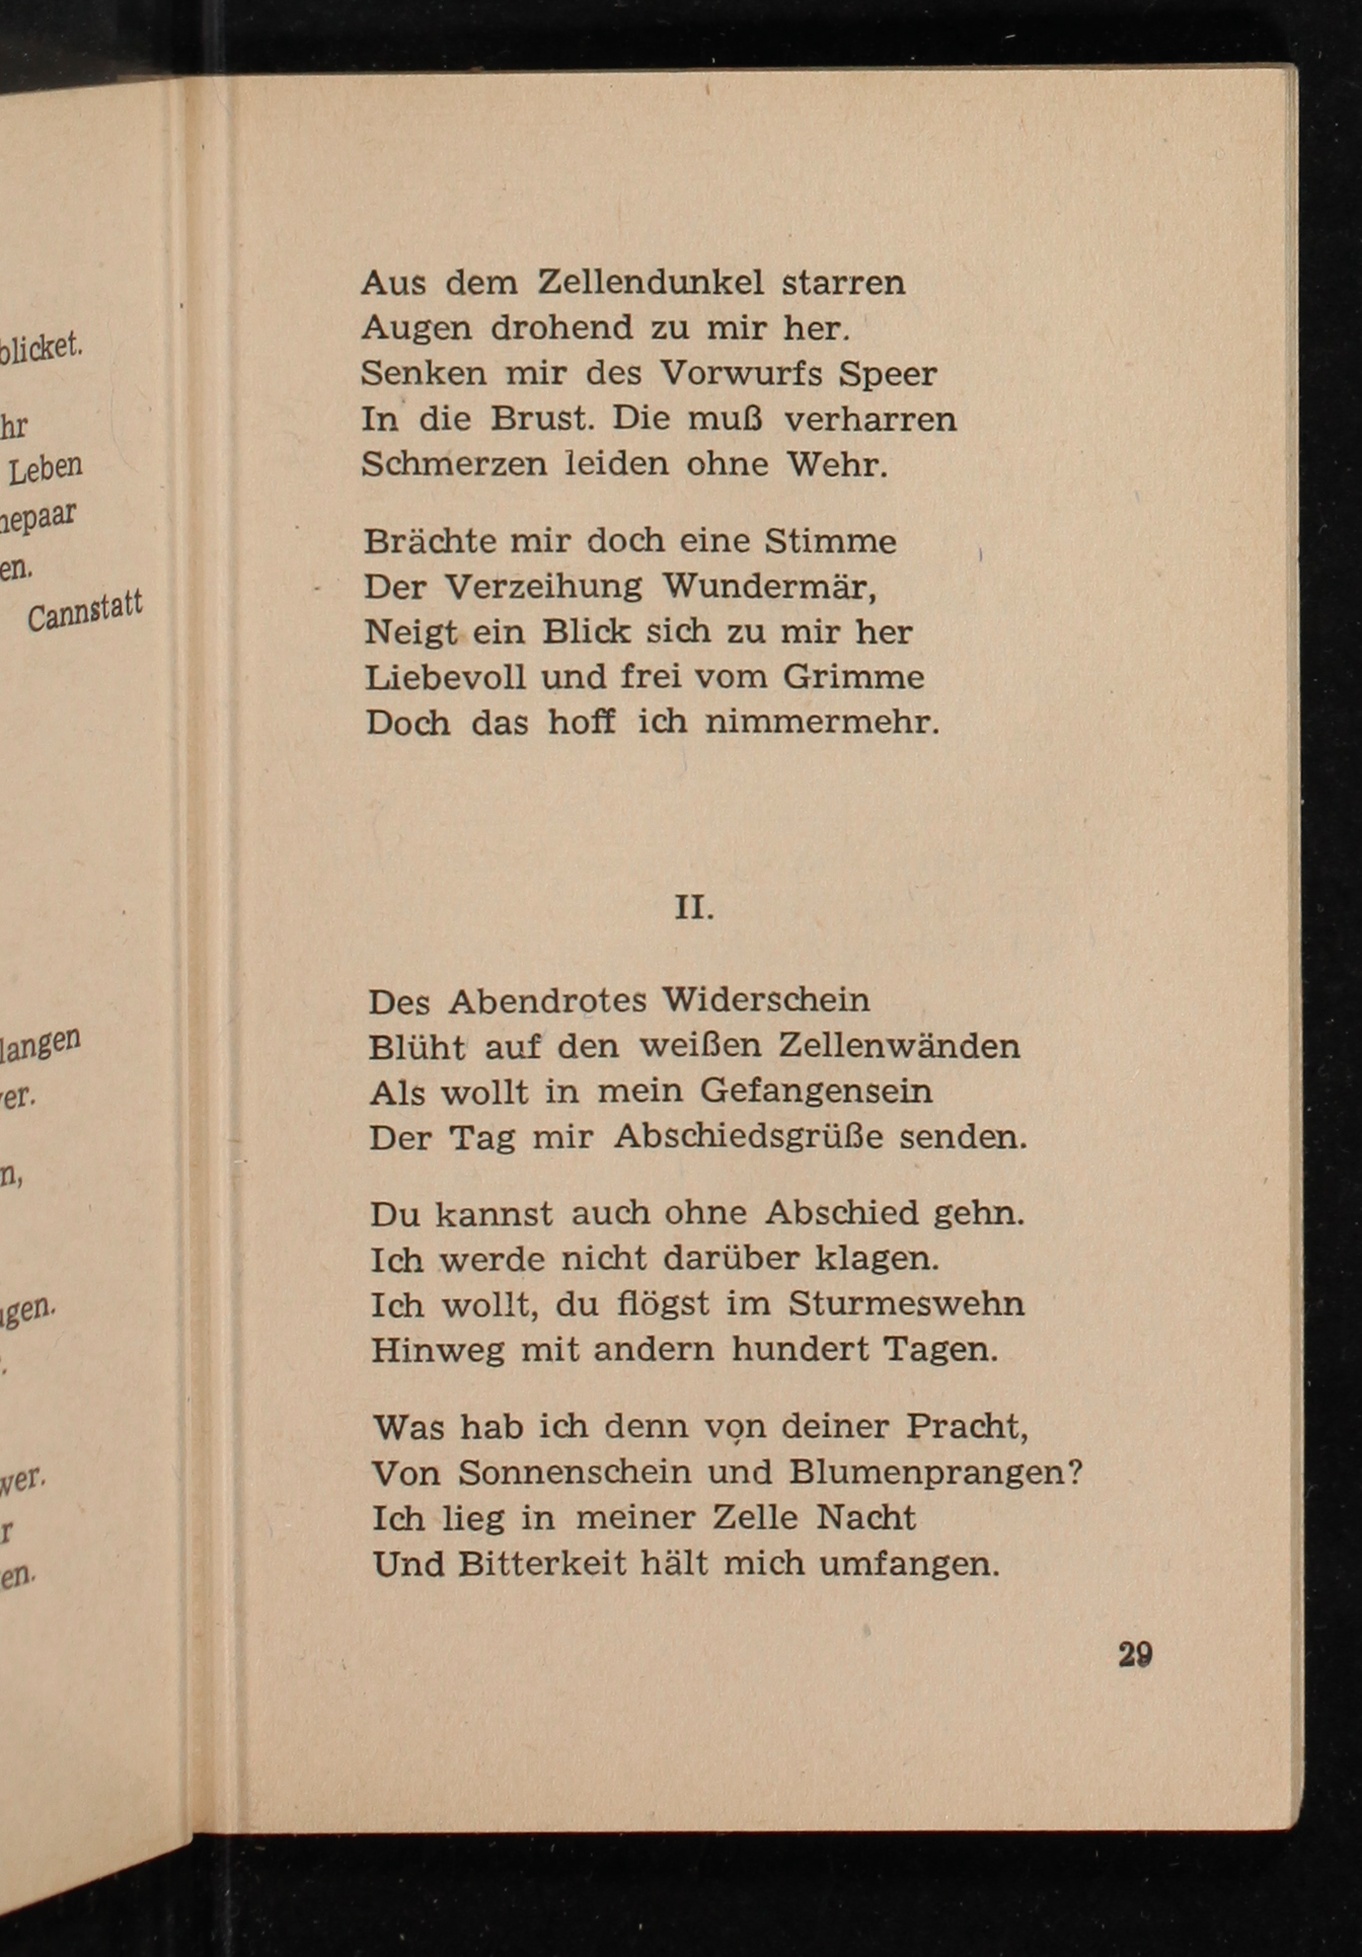 blicket.
hr
Leben
en.
Cannstatt
langen
er.
n,
gen.
wer.
r
en.
Aus dem Zellendunkel starren
Augen drohend zu mir her.
Senken mir des Vorwurfs Speer
In die Brust. Die muß verharren
Schmerzen leiden ohne Wehr.
Brächte mir doch eine Stimme
Der Verzeihung Wundermär,
Neigt ein Blick sich zu mir her
Liebevoll und frei vom Grimme
Doch das hoff ich nimmermehr.
II.
Des Abendrotes Widerschein
Blüht auf den weißen Zellenwänden
Als wollt in mein Gefangensein
Der Tag mir Abschiedsgrüße senden.
Du kannst auch ohne Abschied gehn.
Ich werde nicht darüber klagen.
Ich wollt, du flögst im Sturmeswehn
Hinweg mit andern hundert Tagen.
Was hab ich denn von deiner Pracht,
Von Sonnenschein und Blumenprangen?
Ich lieg in meiner Zelle Nacht
Und Bitterkeit hält mich umfangen.
29